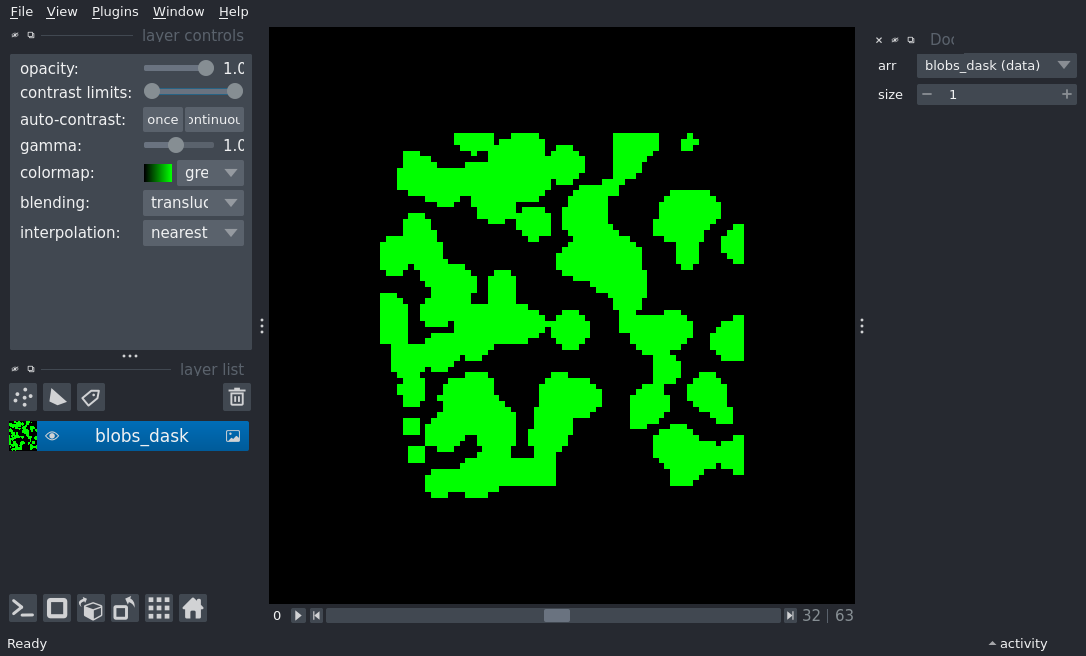 File View Plugins Window Help
layer controls
opacity: 1.0
contrast limits:
auto-contrast: once ontinuou
gamma: 1.0
colormap: gre
blending: transluc
interpolation: nearest
layer list
blobs_dask
0 32 | 63
Ready
Doc
arr blobs_dask (data)
size 1
activity